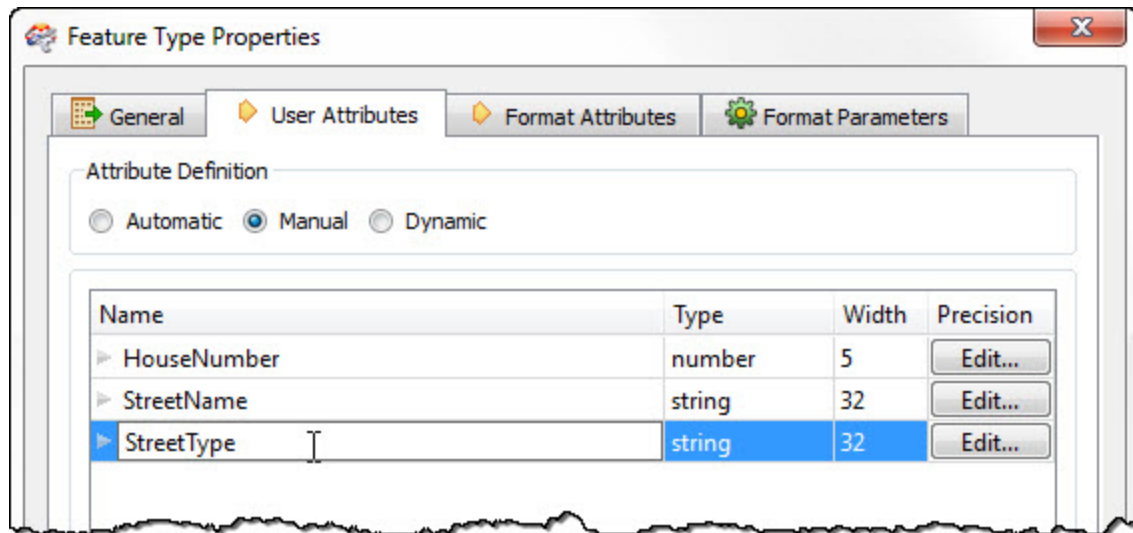 Feature Type Properties
General User Attributes Format Attributes Format Parameters
Attribute Definition
Automatic Manual Dynamic
Name Type Width Precision
HouseNumber number 5 Edit...
StreetName string 32 Edit...
StreetType string 32 Edit...